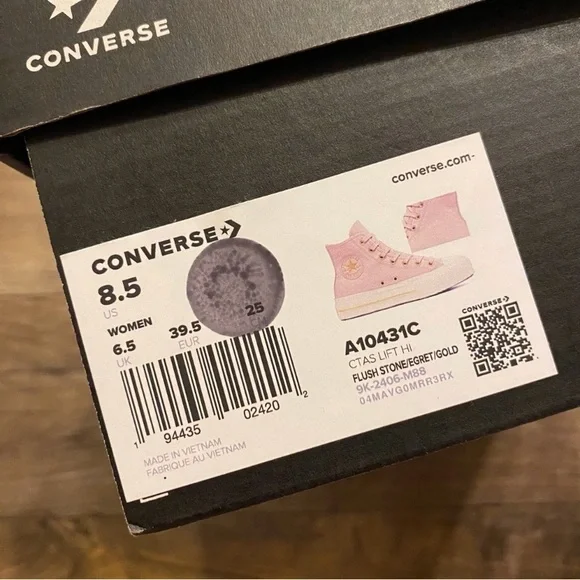 CONVERSE
converse.com-
CONVERSE
8.5
US
WOMEN
6.5
UK
39.5
EUR
25
1 94435 02420 2
MADE IN VIETNAM
FABRIQUE AU VIETNAM
A10431C
CTAS LIFT HI
FLUSH STONE/EGRET/GOLD
9K-2406-M88
04MAVG0MRR3RX
CONVERSE